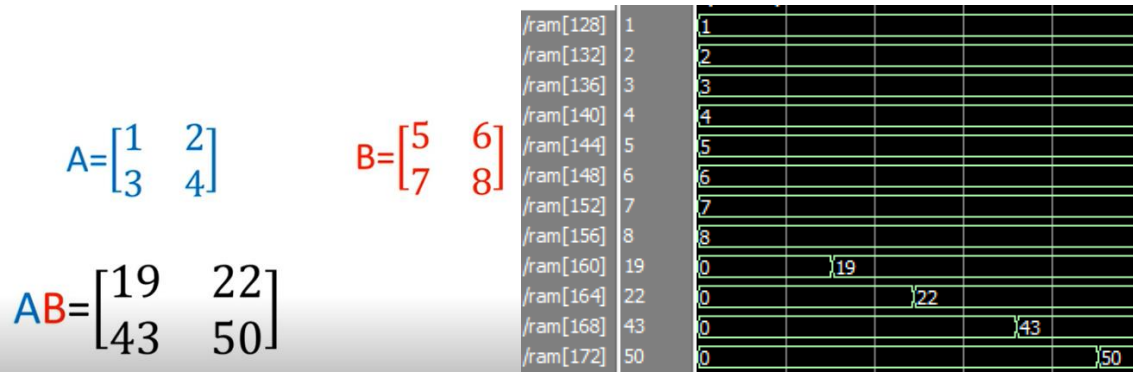 A=[1 2
3 4]
B=[5 6
7 8]
AB=[19 22
43 50]
/ram[128] 1 1
/ram[132] 2 2
/ram[136] 3 3
/ram[140] 4 4
/ram[144] 5 5
/ram[148] 6 6
/ram[152] 7 7
/ram[156] 8 8
/ram[160] 19 0 19
/ram[164] 22 0 22
/ram[168] 43 0 43
/ram[172] 50 0 50